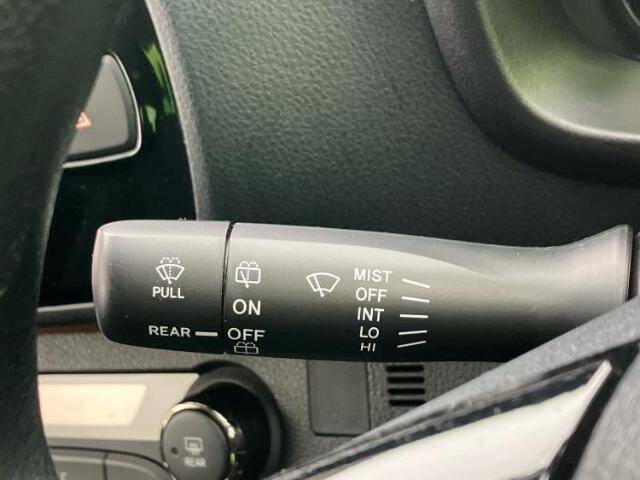 PULL
REAR
ON
OFF
MIST
OFF
INT
LO
HI
REAR